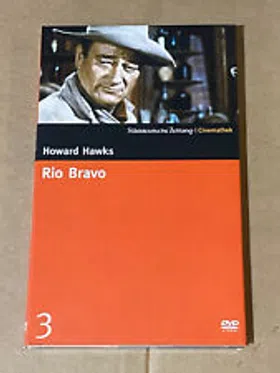 Süddeutsche Zeitung | Cinemathek
Howard Hawks
Rio Bravo
3
DVD